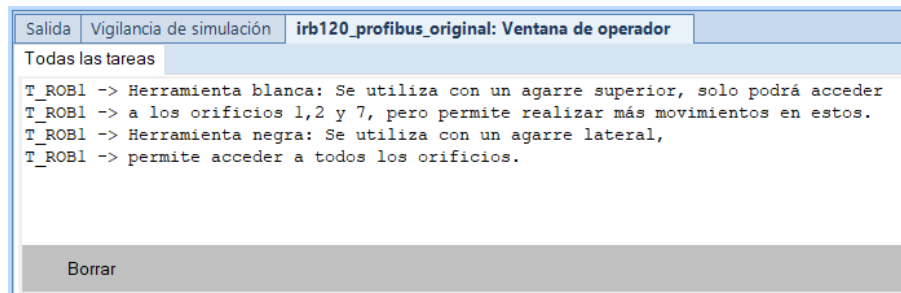 Salida Vigilancia de simulación irb120_profibus_original: Ventana de operador
Todas las tareas
T_ROB1 -> Herramienta blanca: Se utiliza con un agarre superior, solo podrá acceder
T_ROB1 -> a los orificios 1,2 y 7, pero permite realizar más movimientos en estos.
T_ROB1 -> Herramienta negra: Se utiliza con un agarre lateral,
T_ROB1 -> permite acceder a todos los orificios.
Borrar